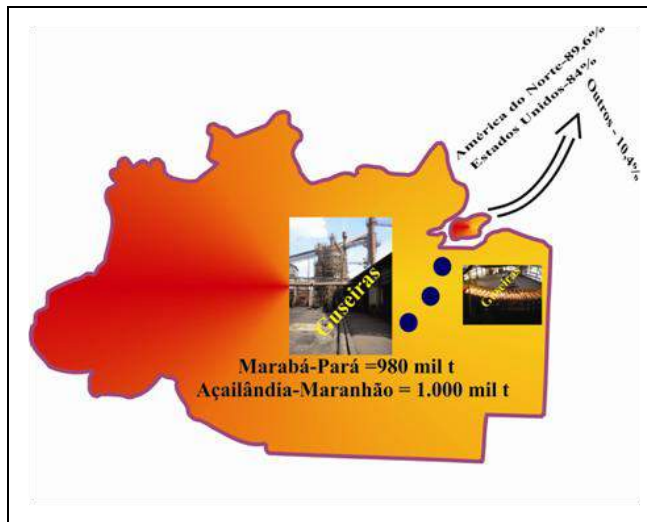 América do Norte-89,6%
Estados Unidos-84%
Outros - 10,4%
Guseiras
Guseiras
Marabá-Pará =980 mil t
Açailândia-Maranhão = 1.000 mil t